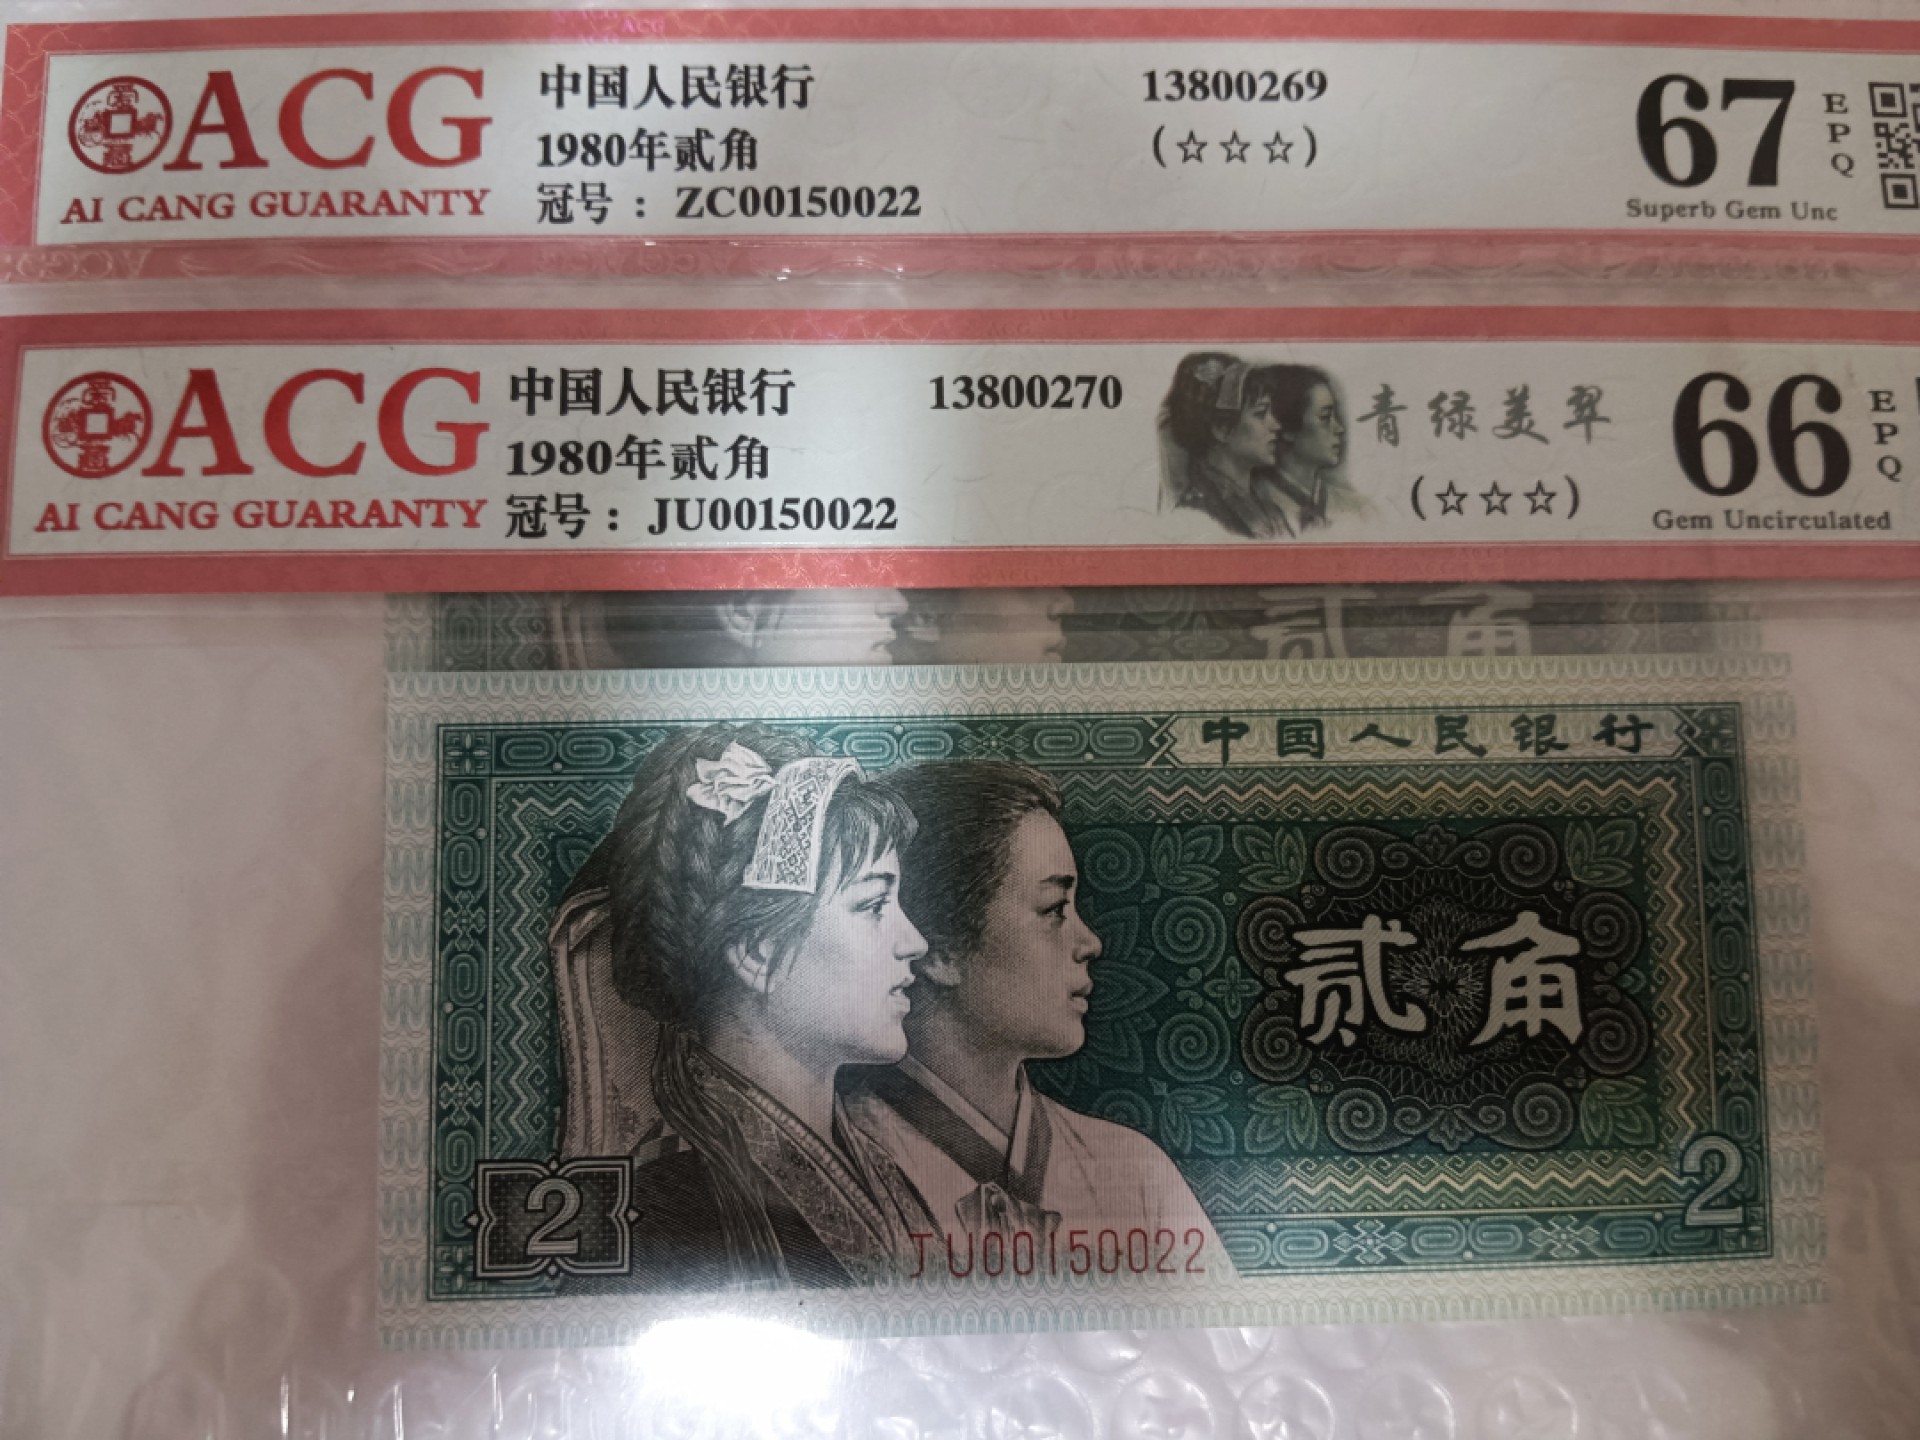 ACG
AI CANG GUARANTY
中国人民银行
1980年贰角
冠号 : ZC00150022
13800269
(☆☆☆)
67
EPQ
Superb Gem Unc
ACG
AI CANG GUARANTY
中国人民银行
1980年贰角
冠号 : JU00150022
13800270
青绿美翠
(☆☆☆)
66
EPQ
Gem Uncirculated
贰角
中国人民银行
贰角
2
2
JU00150022